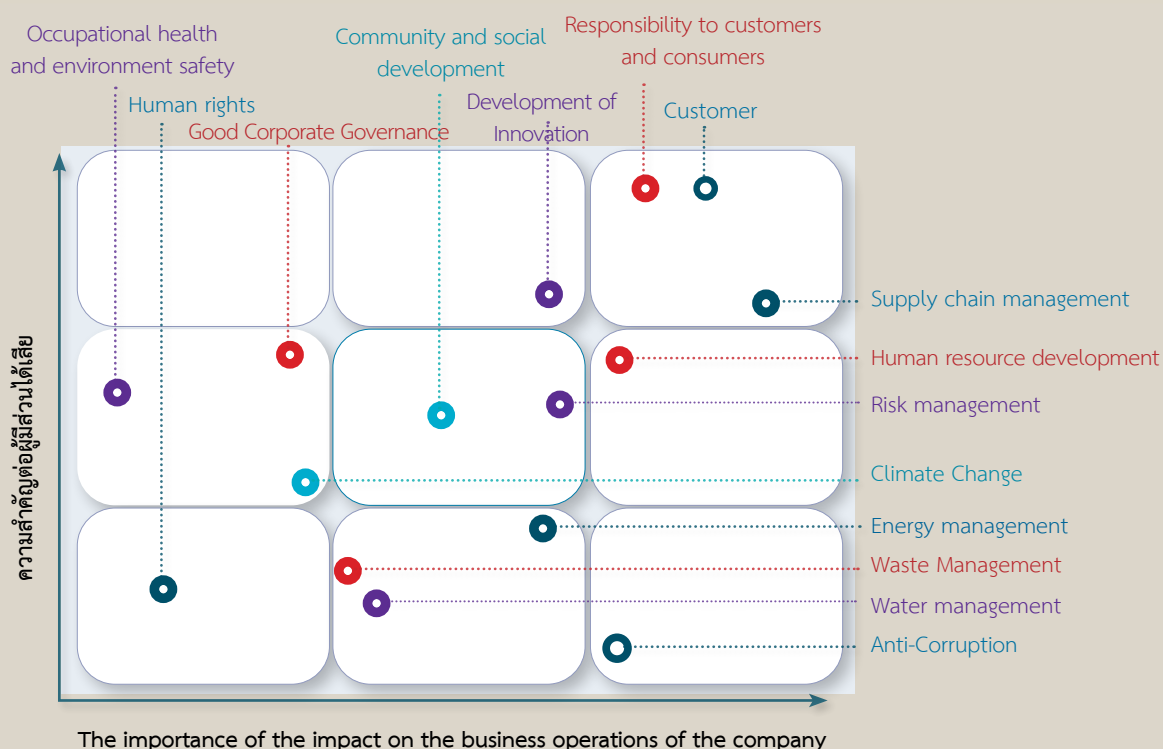 Occupational health
and environment safety
Human rights
Good Corporate Governance
Community and social
development
Development of
Innovation
Responsibility to customers
and consumers
Customer
Supply chain management
Human resource development
Risk management
Climate Change
Energy management
Waste Management
Water management
Anti-Corruption
ความสำคัญต่อผู้มีส่วนได้เสีย
The importance of the impact on the business operations of the company